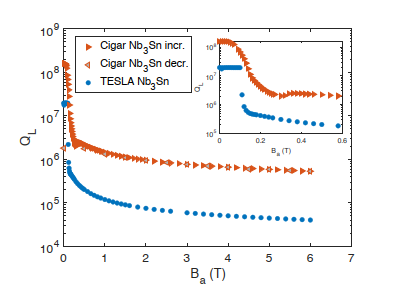 10^9
10^8
10^7
10^6
10^5
10^4
Q_L
0 1 2 3 4 5 6 7
B_a (T)
Cigar Nb_3Sn incr.
Cigar Nb_3Sn decr.
TESLA Nb_3Sn
10^8
10^7
10^6
10^5
Q_L
0 0.2 0.4 0.6
B_a (T)